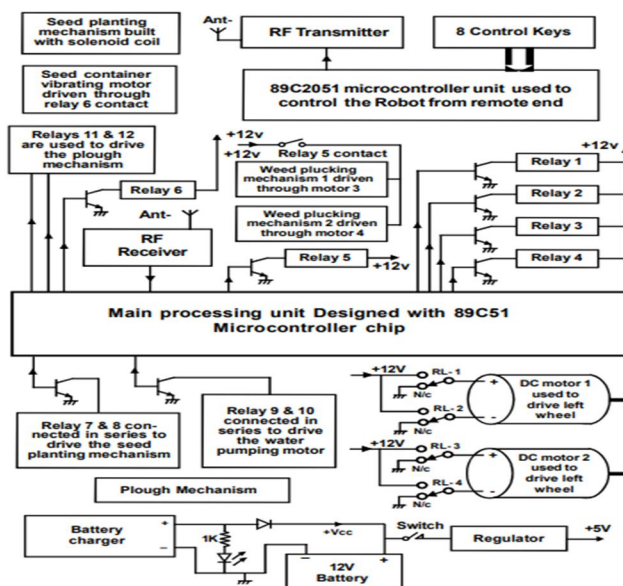 Seed planting
mechanism built
with solenoid coil
Ant-
RF Transmitter
8 Control Keys
Seed container
vibrating motor
driven through
relay 6 contact
89C2051 microcontroller unit used to
control the Robot from remote end
Relays 11 & 12
are used to drive
the plough
mechanism
+12v
+12v
Relay 5 contact
Relay 6
Weed plucking
mechanism 1 driven
through motor 3
Weed plucking
mechanism 2 driven
through motor 4
+12v
Relay 1
Relay 2
Relay 3
Relay 4
Ant-
RF
Receiver
Relay 5
+12v
Main processing unit Designed with 89C51
Microcontroller chip
Relay 7 & 8 con-
nected in series to
drive the seed
planting mechanism
Relay 9 & 10
connected in
series to drive
the water
pumping motor
+12V
RL-1
N/c
RL-2
N/c
+
-
DC motor 1
used to
drive left
wheel
+12V
RL-3
N/c
RL-4
N/c
+
-
DC motor 2
used to
drive left
wheel
Plough Mechanism
Battery
charger
+
-
1K
+Vcc
-
+
12V
Battery
Switch
Regulator
+5V